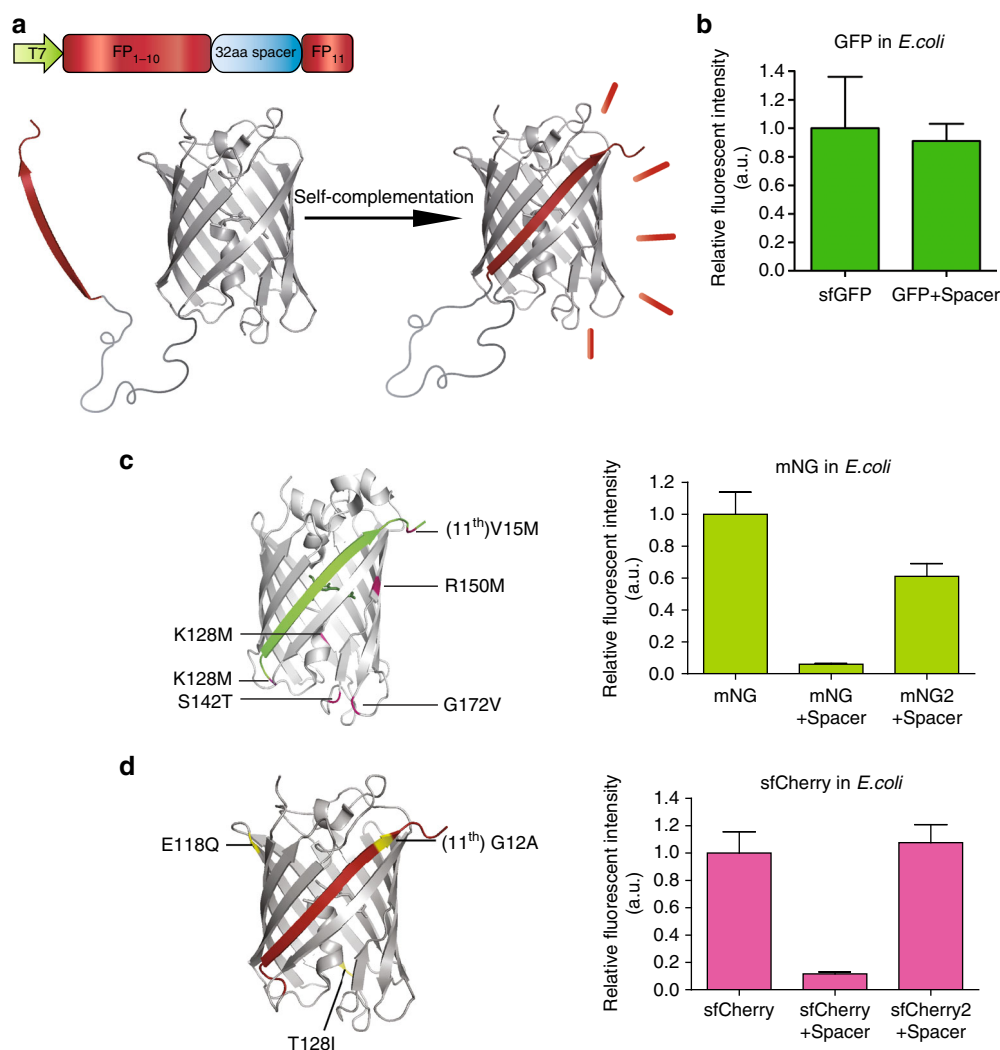 a
T7
FP1–10
32aa spacer
FP11
Self-complementation
b
GFP in E.coli
Relative fluorescent intensity
(a.u.)
1.4
1.2
1.0
0.8
0.6
0.4
0.2
0.0
sfGFP
GFP+Spacer
c
(11th)V15M
R150M
K128M
K128M
S142T
G172V
mNG in E.coli
Relative fluorescent intensity
(a.u.)
1.2
1.0
0.8
0.6
0.4
0.2
0.0
mNG
mNG
+Spacer
mNG2
+Spacer
d
E118Q
(11th) G12A
T128I
sfCherry in E.coli
Relative fluorescent intensity
(a.u.)
1.4
1.2
1.0
0.8
0.6
0.4
0.2
0.0
sfCherry
sfCherry
+Spacer
sfCherry2
+Spacer